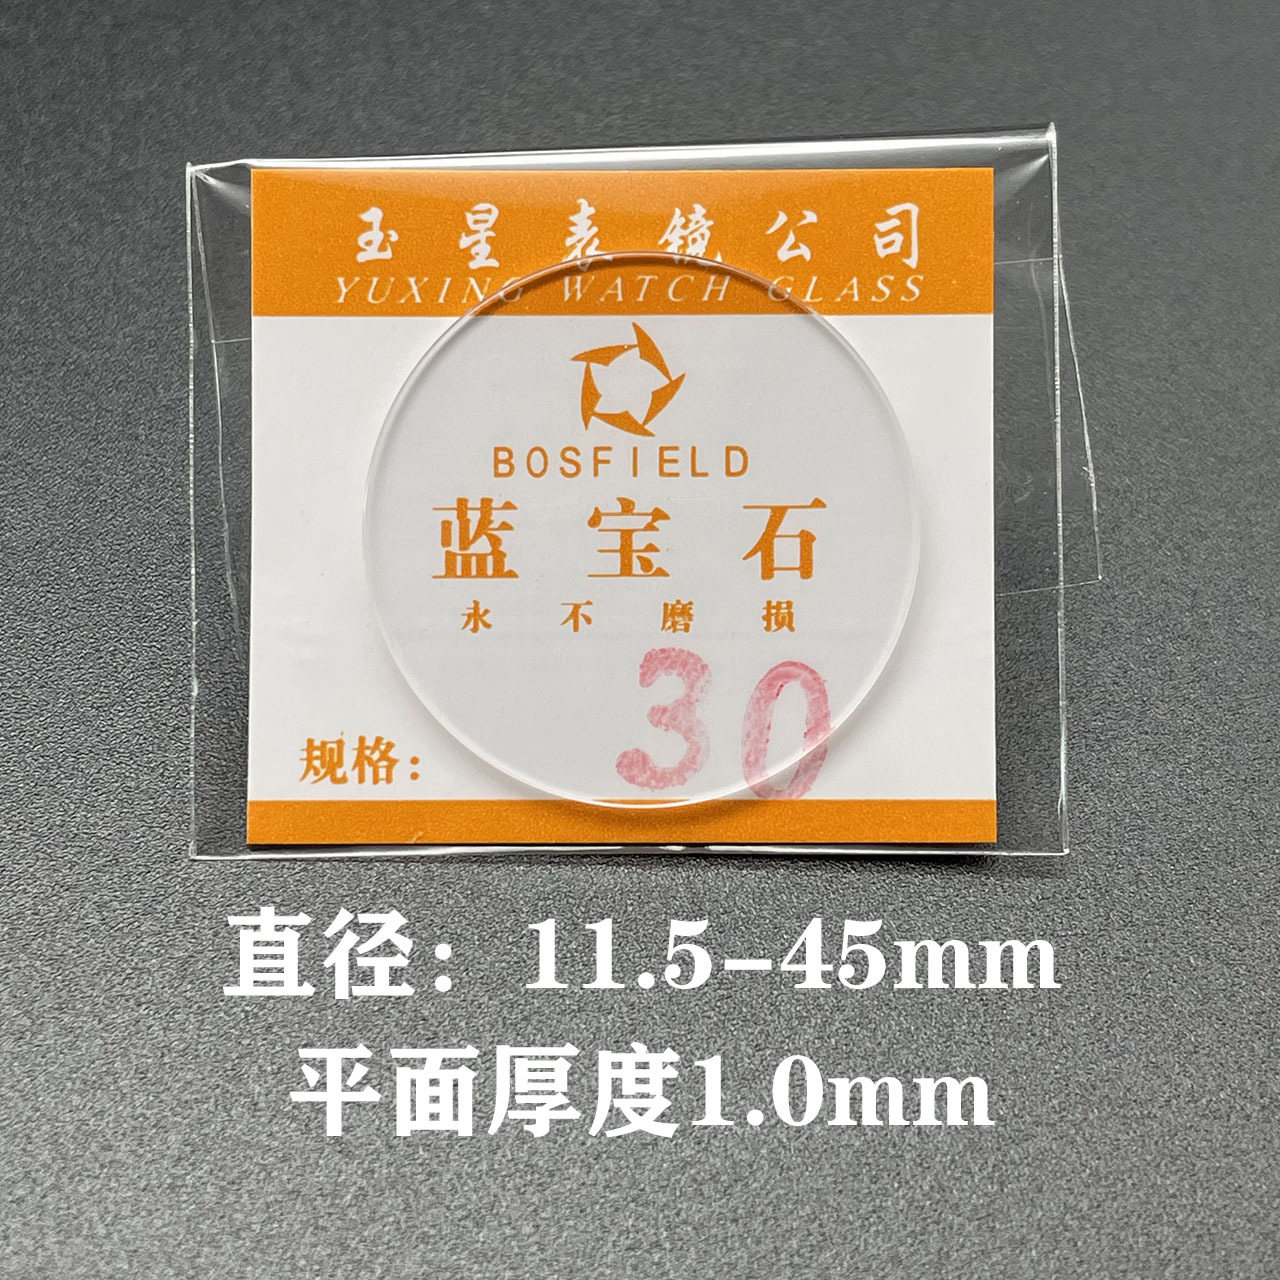 玉星表镜公司
YUXING WATCH GLASS
BOSFIELD
蓝宝石
永不磨损
30
规格：
直径：11.5-45mm
平面厚度1.0mm